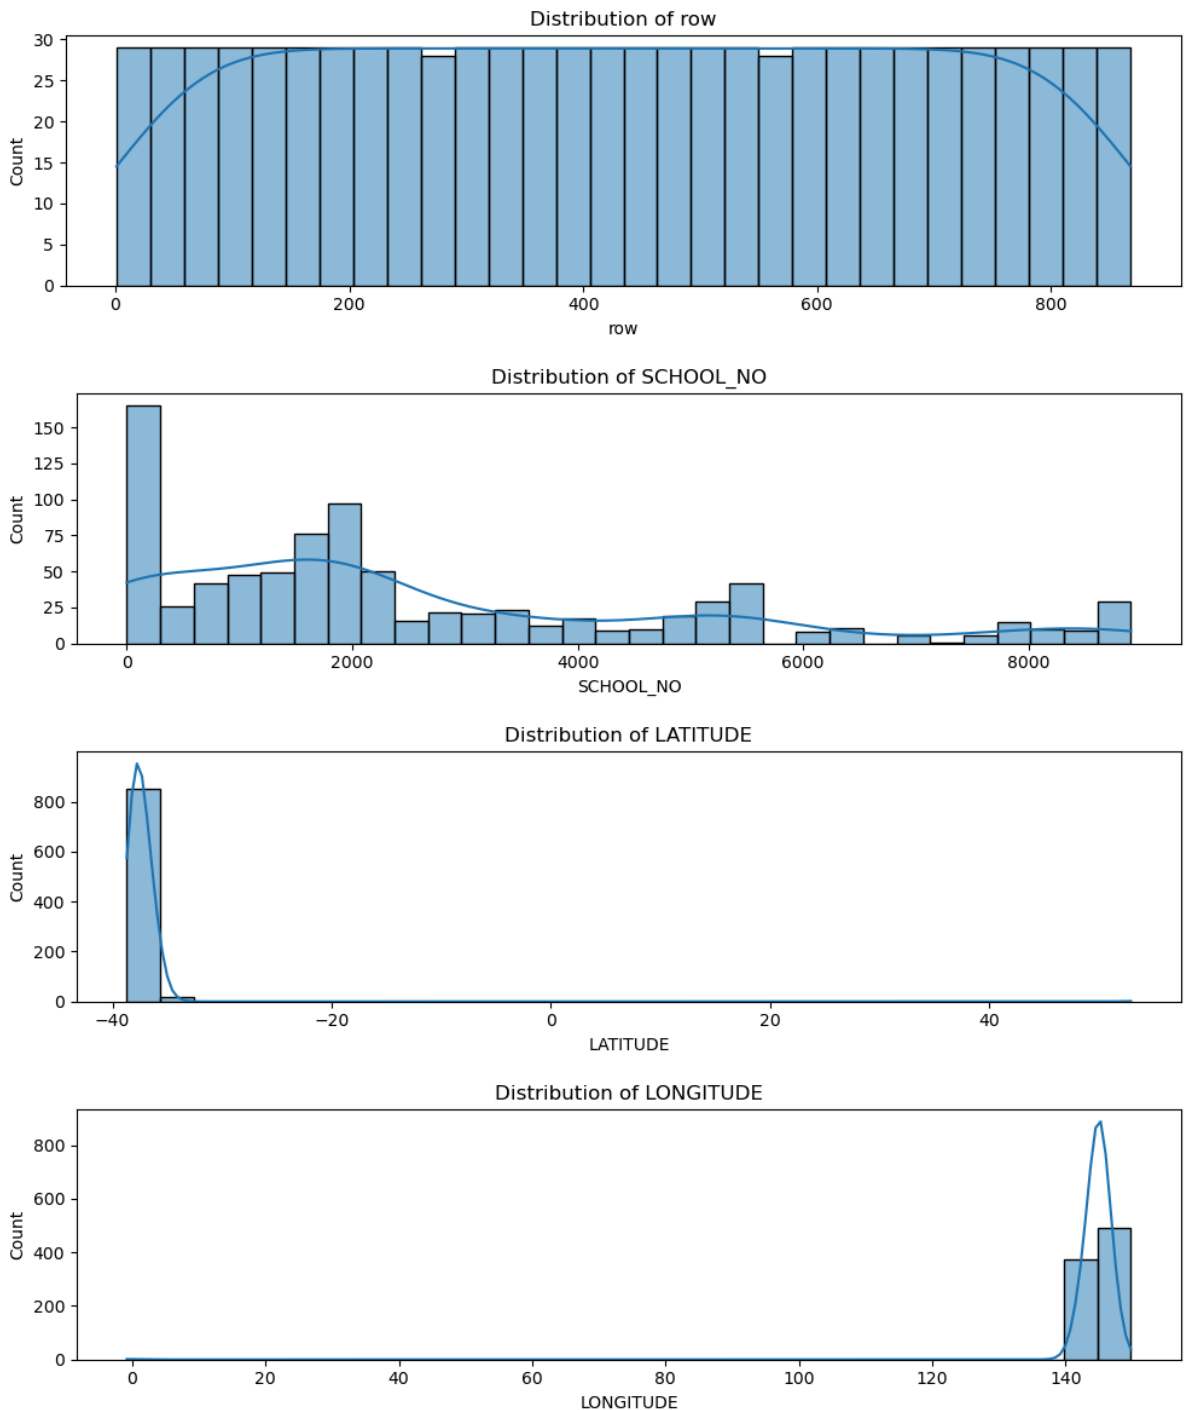 Distribution of row
30
25
20
15
10
5
0
Count
0 200 400 600 800
row
Distribution of SCHOOL_NO
150
125
100
75
50
25
0
Count
0 2000 4000 6000 8000
SCHOOL_NO
Distribution of LATITUDE
800
600
400
200
0
Count
−40 −20 0 20 40
LATITUDE
Distribution of LONGITUDE
800
600
400
200
0
Count
0 20 40 60 80 100 120 140
LONGITUDE